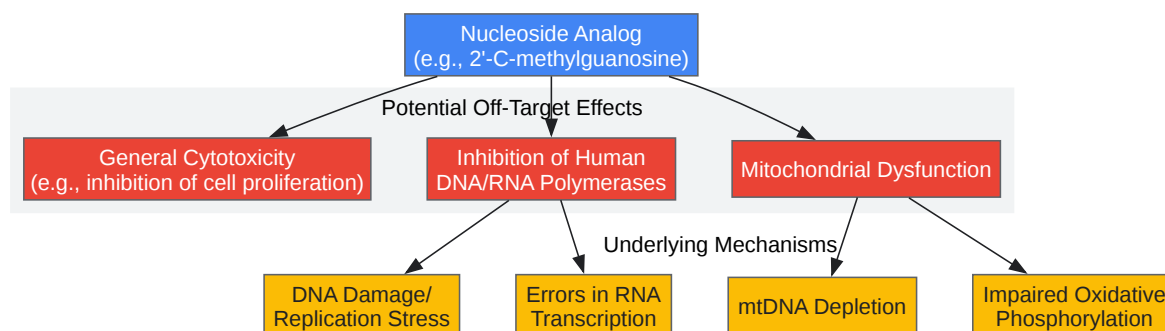 Nucleoside Analog
(e.g., 2'-C-methylguanosine)
Potential Off-Target Effects
General Cytotoxicity
(e.g., inhibition of cell proliferation)
Inhibition of Human
DNA/RNA Polymerases
Mitochondrial Dysfunction
Underlying Mechanisms
DNA Damage/
Replication Stress
Errors in RNA
Transcription
mtDNA Depletion
Impaired Oxidative
Phosphorylation